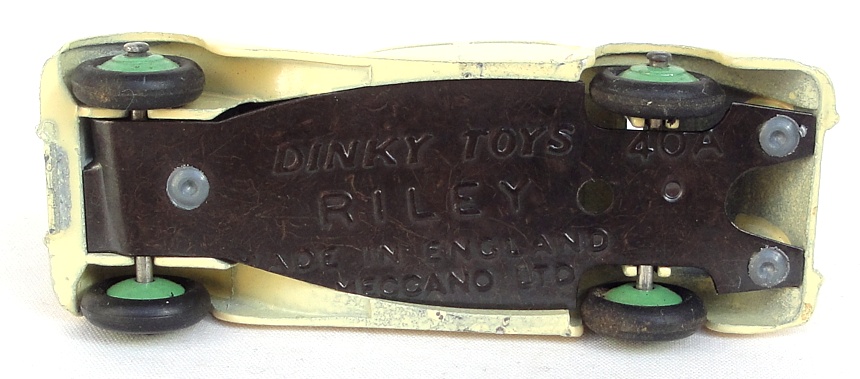 DINKY TOYS 40A
RILEY
MADE IN ENGLAND
MECCANO LTD